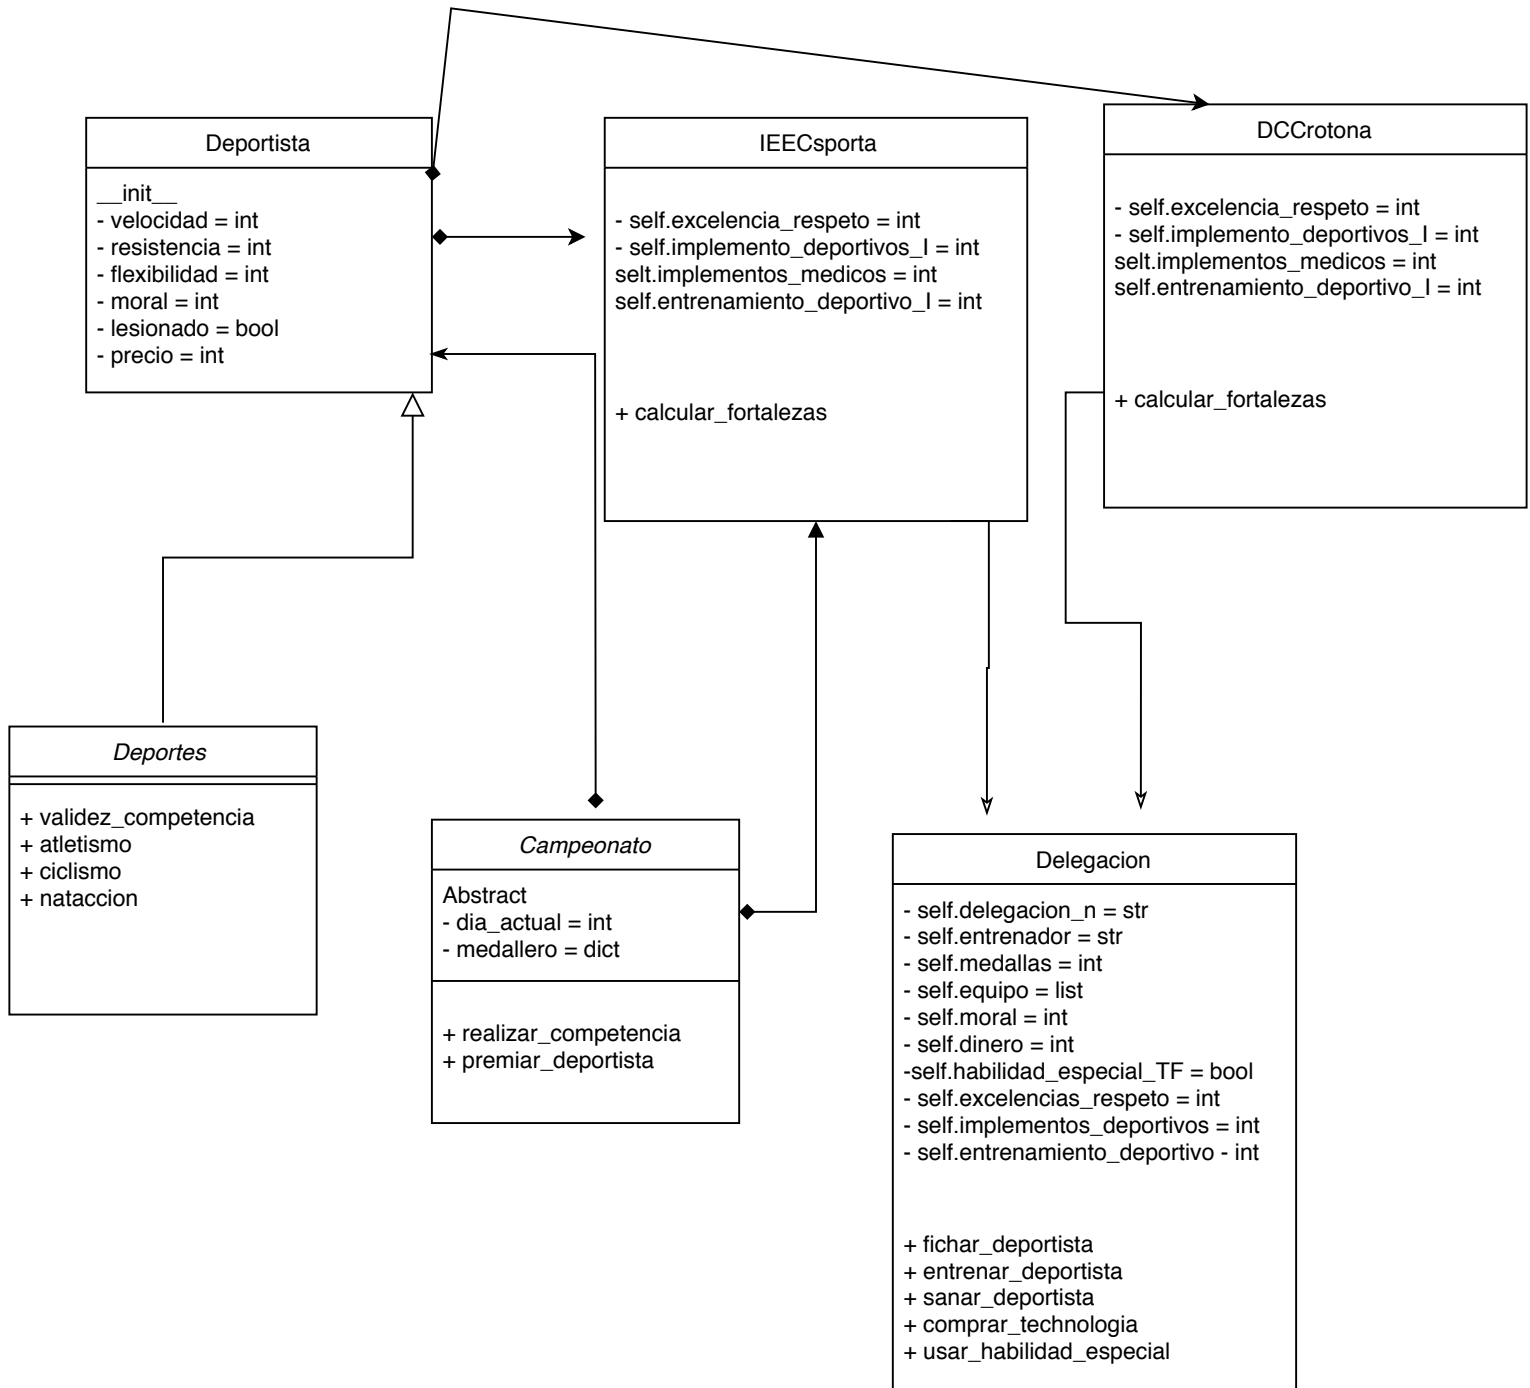 Deportista
__init__
- velocidad = int
- resistencia = int
- flexibilidad = int
- moral = int
- lesionado = bool
- precio = int
IEECsporta
- self.excelencia_respeto = int
- self.implemento_deportivos_I = int
selt.implementos_medicos = int
self.entrenamiento_deportivo_I = int
+ calcular_fortalezas
DCCrotona
- self.excelencia_respeto = int
- self.implemento_deportivos_I = int
selt.implementos_medicos = int
self.entrenamiento_deportivo_I = int
+ calcular_fortalezas
Deportes
+ validez_competencia
+ atletismo
+ ciclismo
+ nataccion
Campeonato
Abstract
- dia_actual = int
- medallero = dict
+ realizar_competencia
+ premiar_deportista
Delegacion
- self.delegacion_n = str
- self.entrenador = str
- self.medallas = int
- self.equipo = list
- self.moral = int
- self.dinero = int
-self.habilidad_especial_TF = bool
- self.excelencias_respeto = int
- self.implementos_deportivos = int
- self.entrenamiento_deportivo - int
+ fichar_deportista
+ entrenar_deportista
+ sanar_deportista
+ comprar_technologia
+ usar_habilidad_especial